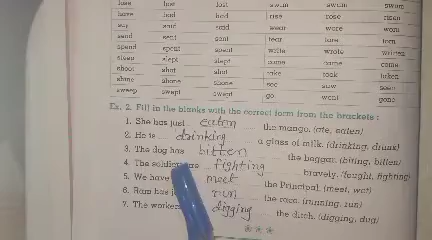 lose lost lost swim swam swum
have had had rise rose risen
say said said wear wore worn
send sent sent tear tore torn
spend spent spent write wrote written
sleep slept slept come came come
shoot shot shot take took taken
shine shone shone see saw seen
sweep swept swept go went gone
Ex. 2. Fill in the blanks with the correct form from the brackets :
1. She has just eaten the mango. (ate, eaten)
2. He is drinking a glass of milk. (drinking, drunk)
3. The dog has bitten the beggar. (biting, bitten)
4. The soldiers are fighting bravely. (fought, fighting)
5. We have meet the Principal. (meet, met)
6. Ram has run the race. (running, run)
7. The workers digging the ditch. (digging, dug)
★★★